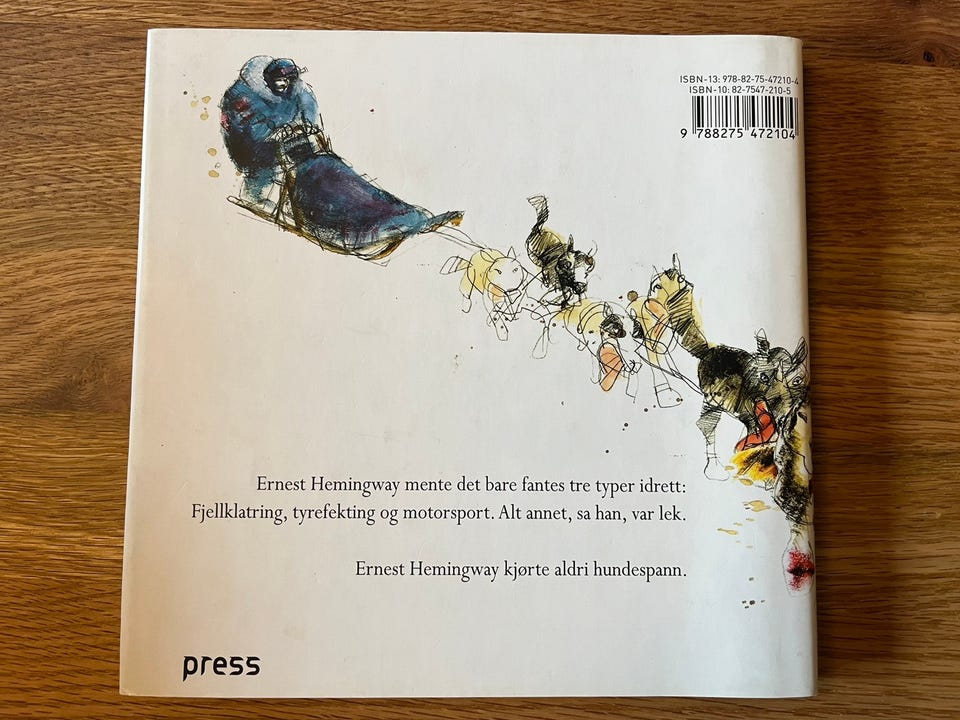 ISBN-13: 978-82-75-47210-4
ISBN-10: 82-7547-210-5
9 788275 472104
Ernest Hemingway mente det bare fantes tre typer idrett:
Fjellklatring, tyrefekting og motorsport. Alt annet, sa han, var lek.
Ernest Hemingway kjørte aldri hundespann.
press